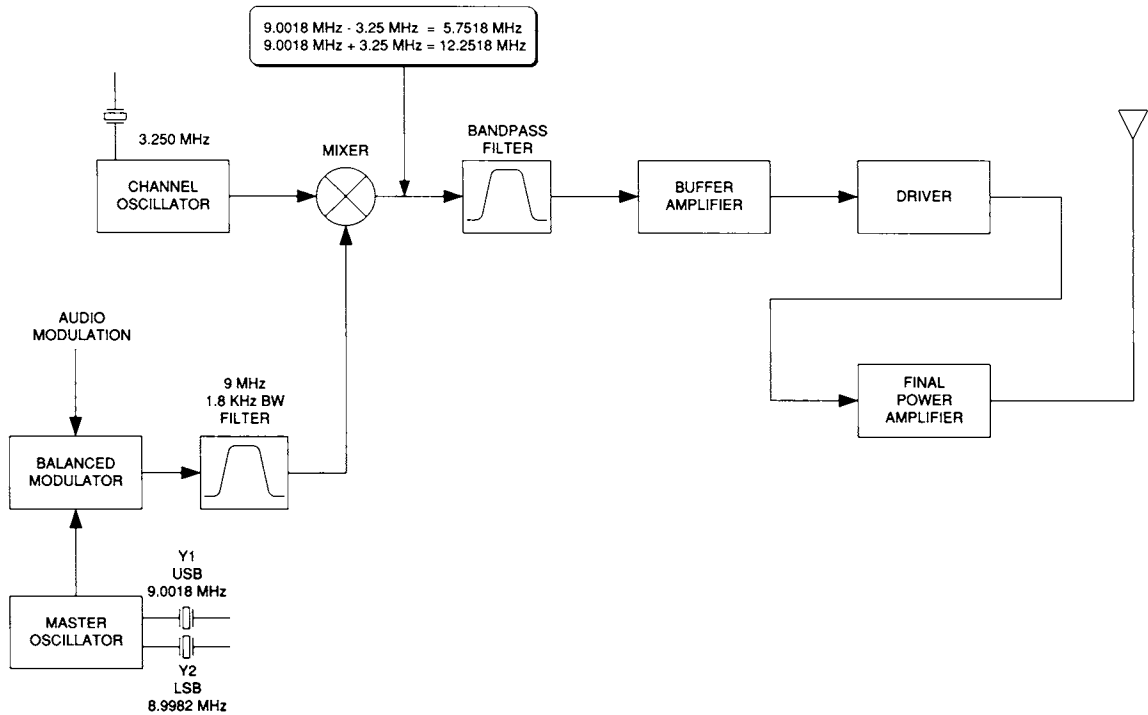 9.0018 MHz - 3.25 MHz = 5.7518 MHz
9.0018 MHz + 3.25 MHz = 12.2518 MHz
3.250 MHz
CHANNEL
OSCILLATOR
MIXER
BANDPASS
FILTER
BUFFER
AMPLIFIER
DRIVER
AUDIO
MODULATION
9 MHz
1.8 KHz BW
FILTER
FINAL
POWER
AMPLIFIER
BALANCED
MODULATOR
Y1
USB
9.0018 MHz
MASTER
OSCILLATOR
Y2
LSB
8.9982 MHz